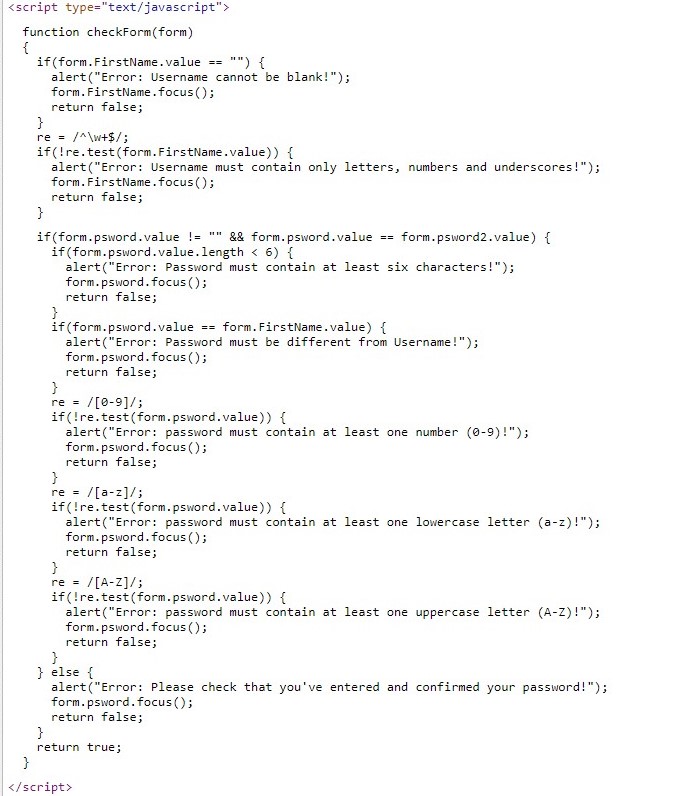 <script type="text/javascript">
function checkForm(form)
{
if(form.FirstName.value == "") {
alert("Error: Username cannot be blank!");
form.FirstName.focus();
return false;
}
re = /^\w+$/;
if(!re.test(form.FirstName.value)) {
alert("Error: Username must contain only letters, numbers and underscores!");
form.FirstName.focus();
return false;
}
if(form.psword.value != "" && form.psword.value == form.psword2.value) {
if(form.psword.value.length < 6) {
alert("Error: Password must contain at least six characters!");
form.psword.focus();
return false;
}
if(form.psword.value == form.FirstName.value) {
alert("Error: Password must be different from Username!");
form.psword.focus();
return false;
}
re = /[0-9]/;
if(!re.test(form.psword.value)) {
alert("Error: password must contain at least one number (0-9)!");
form.psword.focus();
return false;
}
re = /[a-z]/;
if(!re.test(form.psword.value)) {
alert("Error: password must contain at least one lowercase letter (a-z)!");
form.psword.focus();
return false;
}
re = /[A-Z]/;
if(!re.test(form.psword.value)) {
alert("Error: password must contain at least one uppercase letter (A-Z)!");
form.psword.focus();
return false;
}
} else {
alert("Error: Please check that you've entered and confirmed your password!");
form.psword.focus();
return false;
}
return true;
}
</script>